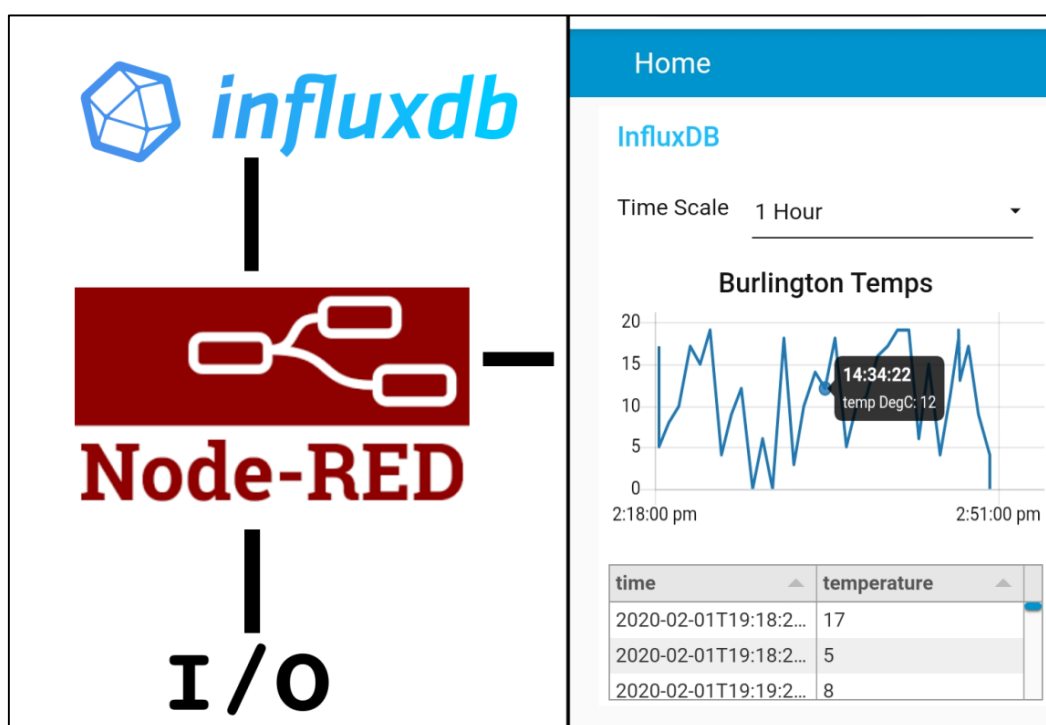 influxdb
Node-RED
I/O
Home
InfluxDB
Time Scale 1 Hour
Burlington Temps
20
15
10
5
0
14:34:22
temp DegC: 12
2:18:00 pm 2:51:00 pm
time temperature
2020-02-01T19:18:2... 17
2020-02-01T19:18:2... 5
2020-02-01T19:19:2... 8